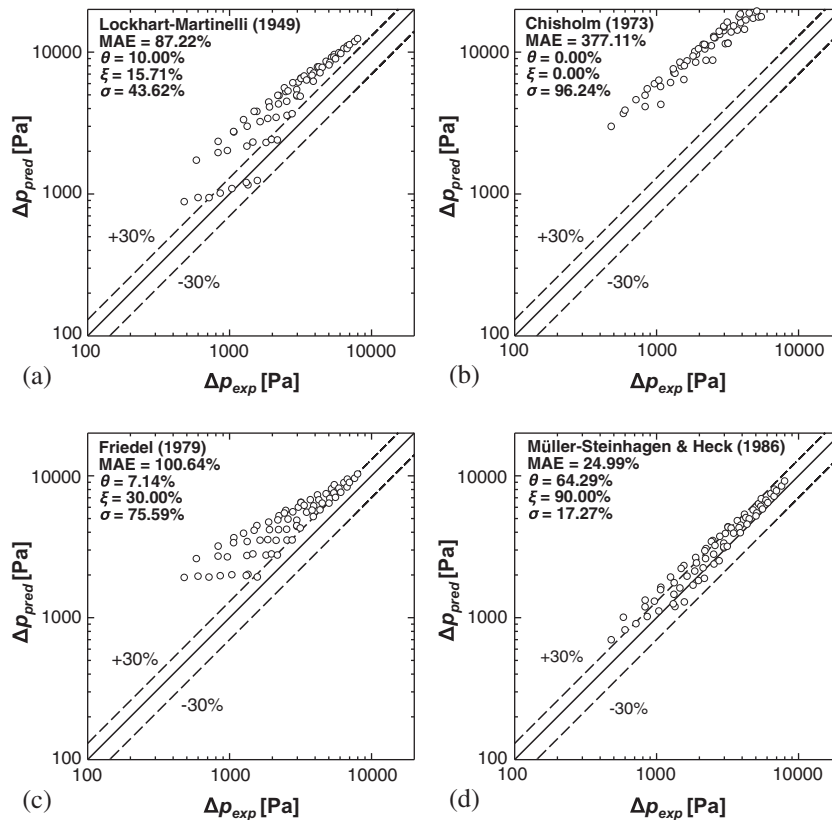 Lockhart-Martinelli (1949)
MAE = 87.22%
θ = 10.00%
ξ = 15.71%
σ = 43.62%
10000
1000
100
Δp_pred [Pa]
+30%
-30%
100
1000
10000
(a)
Δp_exp [Pa]
Chisholm (1973)
MAE = 377.11%
θ = 0.00%
ξ = 0.00%
σ = 96.24%
10000
1000
100
Δp_pred [Pa]
+30%
-30%
100
1000
10000
(b)
Δp_exp [Pa]
Friedel (1979)
MAE = 100.64%
θ = 7.14%
ξ = 30.00%
σ = 75.59%
10000
1000
100
Δp_pred [Pa]
+30%
-30%
100
1000
10000
(c)
Δp_exp [Pa]
Müller-Steinhagen & Heck (1986)
MAE = 24.99%
θ = 64.29%
ξ = 90.00%
σ = 17.27%
10000
1000
100
Δp_pred [Pa]
+30%
-30%
100
1000
10000
(d)
Δp_exp [Pa]